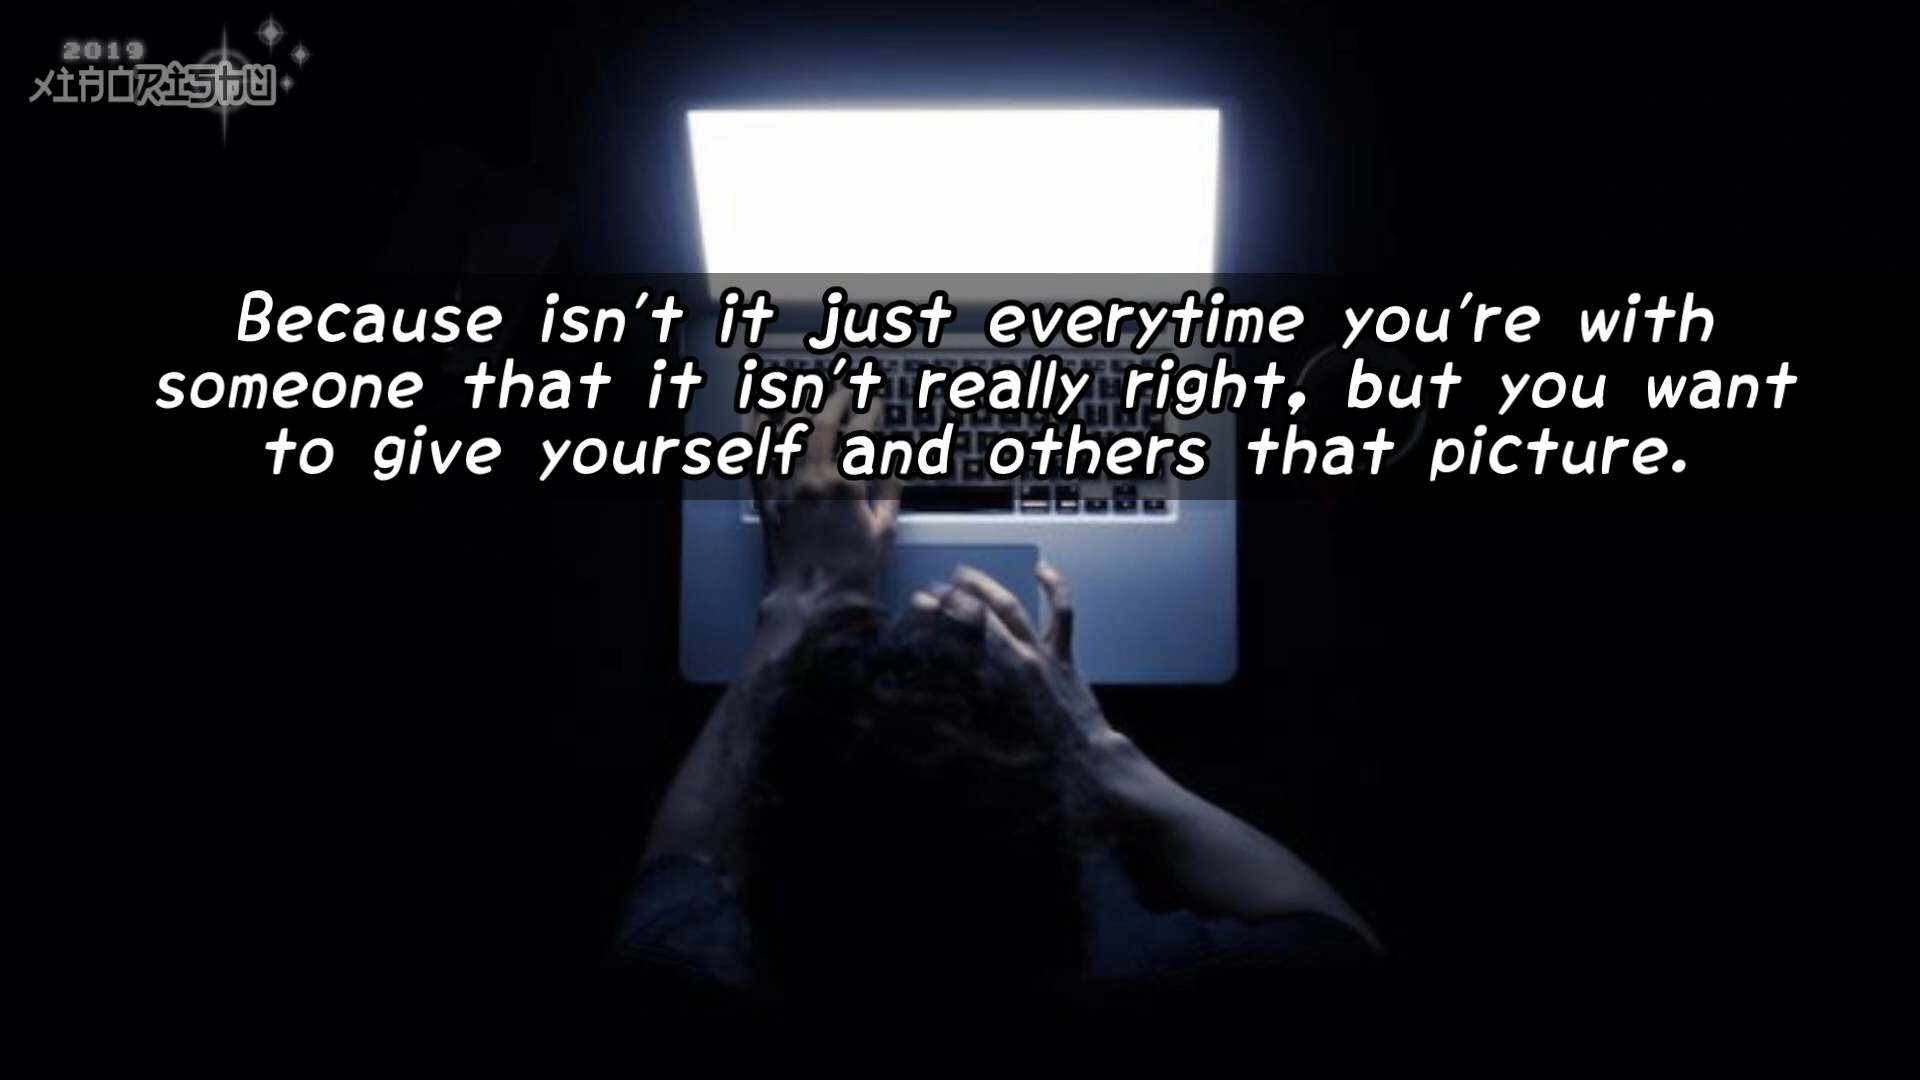 2019
XIAORISHU
Because isn't it just everytime you're with
someone that it isn't really right, but you want
to give yourself and others that picture.